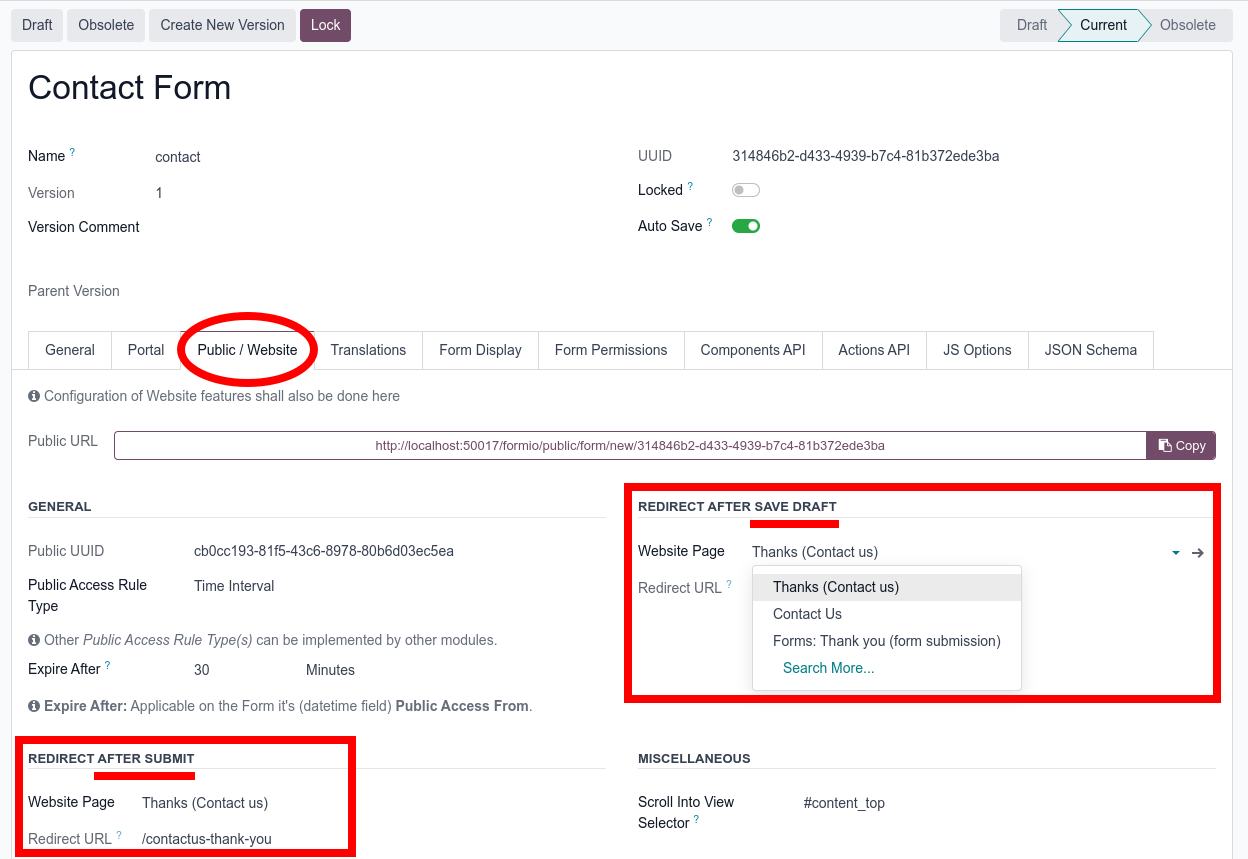 Draft Obsolete Create New Version Lock Draft Current Obsolete
Contact Form
Name ? contact
UUID 314846b2-d433-4939-b7c4-81b372ede3ba
Version 1
Locked ?
Version Comment
Auto Save ?
Parent Version
General Portal Public / Website Translations Form Display Form Permissions Components API Actions API JS Options JSON Schema
Configuration of Website features shall also be done here
Public URL http://localhost:50017/formio/public/form/new/314846b2-d433-4939-b7c4-81b372ede3ba Copy
GENERAL
Public UUID cb0cc193-81f5-43c6-8978-80b6d03ec5ea
Public Access Rule
Type
Time Interval
Other Public Access Rule Type(s) can be implemented by other modules.
Expire After ? 30 Minutes
Expire After: Applicable on the Form it's (datetime field) Public Access From.
REDIRECT AFTER SAVE DRAFT
Website Page Thanks (Contact us)
Redirect URL ?
Thanks (Contact us)
Contact Us
Forms: Thank you (form submission)
Search More...
REDIRECT AFTER SUBMIT
Website Page Thanks (Contact us)
Redirect URL ? /contactus-thank-you
MISCELLANEOUS
Scroll Into View
Selector ?
#content_top